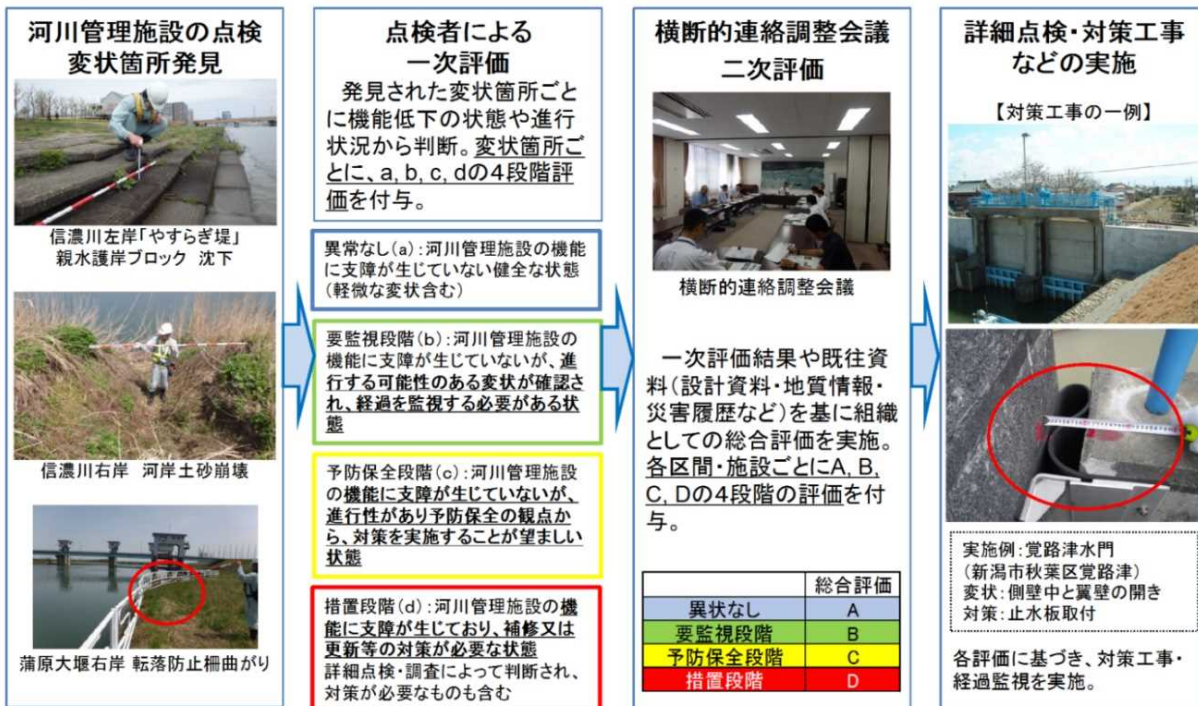 河川管理施設の点検
変状箇所発見
信濃川左岸「やすらぎ堤」
親水護岸ブロック 沈下
信濃川右岸 河岸土砂崩壊
蒲原大堰右岸 転落防止柵曲がり
点検者による
一次評価
発見された変状箇所ごと
に機能低下の状態や進行
状況から判断。変状箇所ご
とに、a, b, c, dの４段階評
価を付与。
異常なし(a)：河川管理施設の機能
に支障が生じていない健全な状態
(軽微な変状含む)
要監視段階(b)：河川管理施設の
機能に支障が生じていないが、進
行する可能性のある変状が確認さ
れ、経過を監視する必要がある状
態
予防保全段階(c)：河川管理施設
の機能に支障が生じていないが、
進行性があり予防保全の観点か
ら、対策を実施することが望ましい
状態
措置段階(d)：河川管理施設の機
能に支障が生じており、補修又は
更新等の対策が必要な状態
詳細点検・調査によって判断され、
対策が必要なものも含む
横断的連絡調整会議
二次評価
横断的連絡調整会議
一次評価結果や既往資
料(設計資料・地質情報・
災害履歴など)を基に組織
としての総合評価を実施。
各区間・施設ごとにA, B,
C, Dの４段階の評価を付
与。
総合評価
異状なし A
要監視段階 B
予防保全段階 C
措置段階 D
詳細点検・対策工事
などの実施
【対策工事の一例】
実施例：覚路津水門
(新潟市秋葉区覚路津)
変状：側壁中と翼壁の開き
対策：止水板取付
各評価に基づき、対策工事・
経過監視を実施。